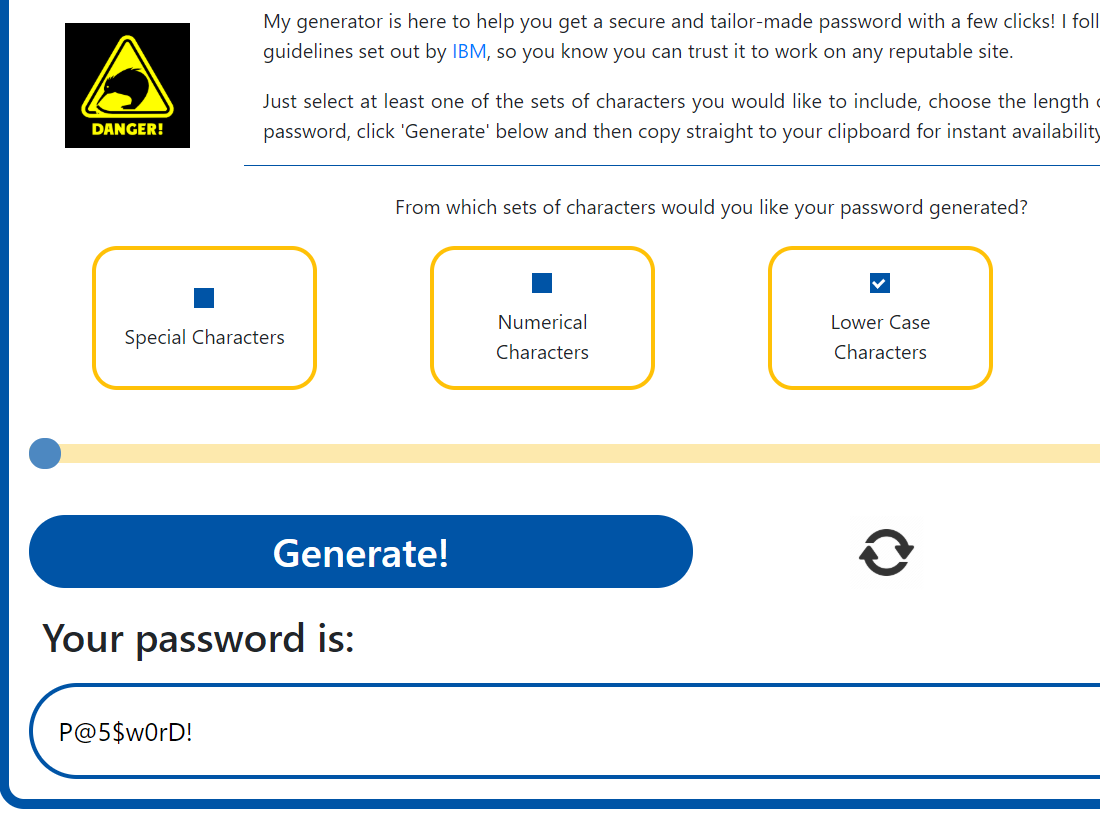 My generator is here to help you get a secure and tailor-made password with a few clicks! I foll
guidelines set out by IBM, so you know you can trust it to work on any reputable site.
Just select at least one of the sets of characters you would like to include, choose the length
password, click 'Generate' below and then copy straight to your clipboard for instant availability
DANGER!
From which sets of characters would you like your password generated?
Special Characters
Numerical
Characters
Lower Case
Characters
Generate!
Your password is:
P@5$w0rD!